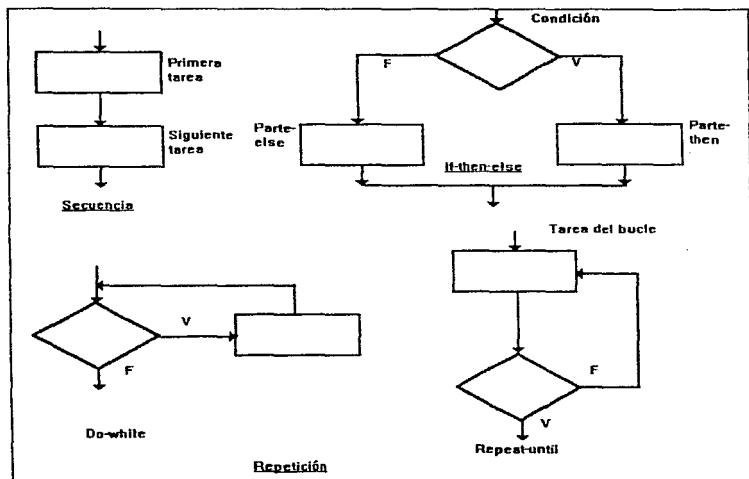 Condición
Primera
tarea
F
V
Siguiente
tarea
Parte-
else
Parte-
then
If-then-else
Secuencia
Tarea del bucle
V
F
F
V
Do-while
Repeat-until
Repetición